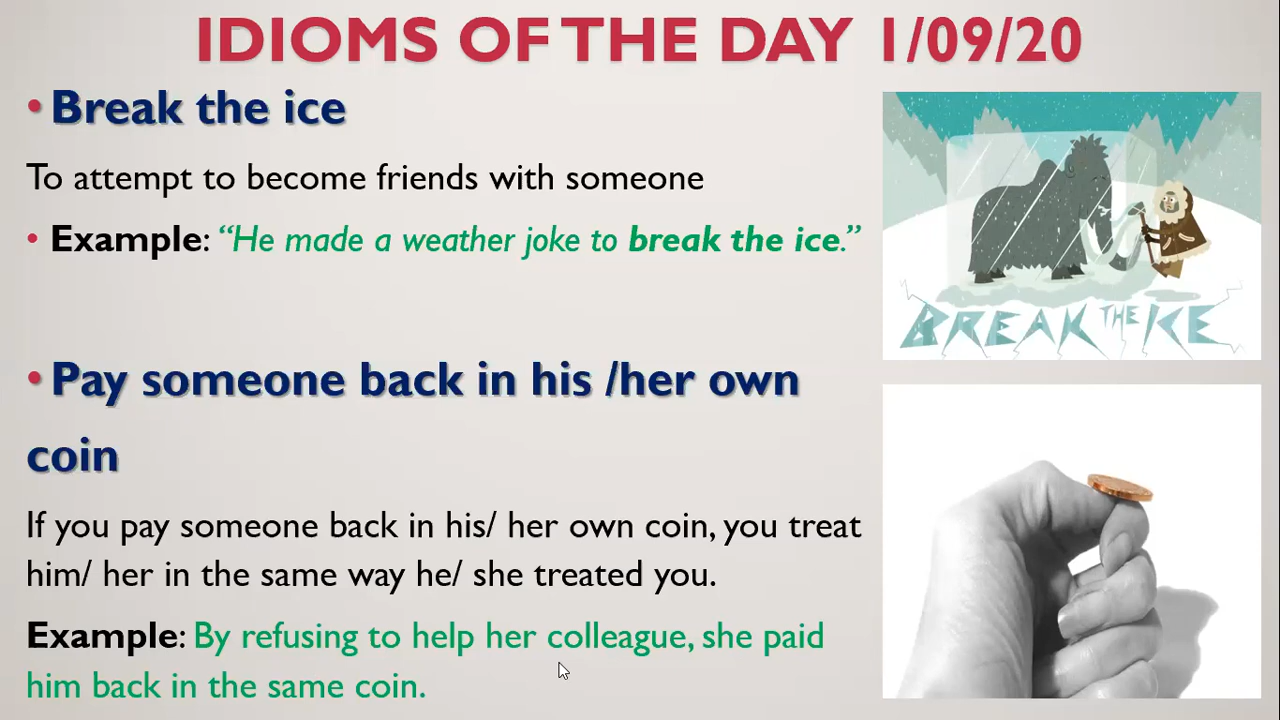 IDIOMS OF THE DAY 1/09/20
•Break the ice
To attempt to become friends with someone
• Example: “He made a weather joke to break the ice.”
BREAK THE ICE
•Pay someone back in his /her own
coin
If you pay someone back in his/ her own coin, you treat
him/ her in the same way he/ she treated you.
Example: By refusing to help her colleague, she paid
him back in the same coin.